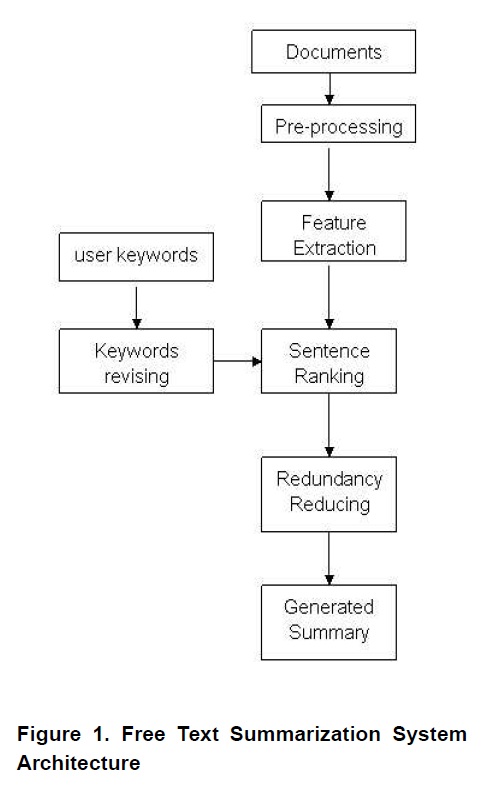 Documents
Pre-processing
Feature
Extraction
user keywords
Keywords
revising
Sentence
Ranking
Redundancy
Reducing
Generated
Summary
Figure 1. Free Text Summarization System
Architecture